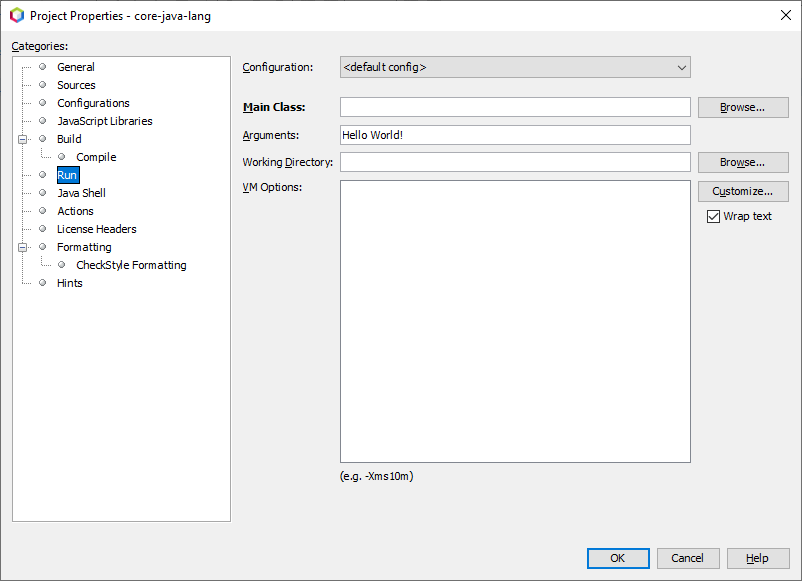 Project Properties - core-java-lang
Categories:
General
Sources
Configurations
JavaScript Libraries
Build
Compile
Run
Java Shell
Actions
License Headers
Formatting
CheckStyle Formatting
Hints
Configuration: <default config>
Main Class: Browse...
Arguments: Hello World!
Working Directory: Browse...
VM Options: Customize...
Wrap text
(e.g. -Xms10m)
OK Cancel Help